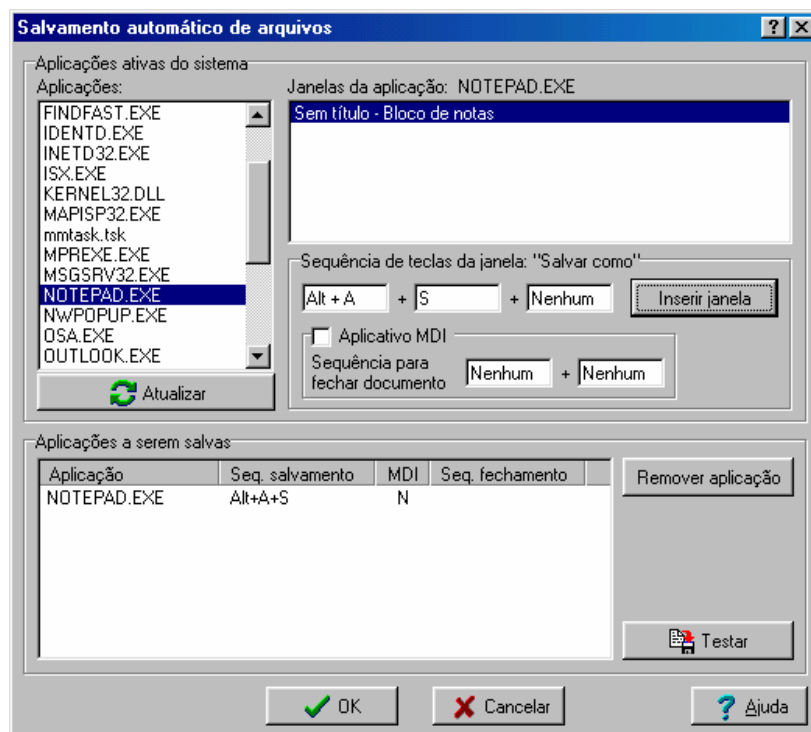 Salvamento automático de arquivos
Aplicações ativas do sistema
Aplicações:
FINDFAST.EXE
IDENTD.EXE
INETD32.EXE
ISX.EXE
KERNEL32.DLL
MAPISP32.EXE
mmtask.tsk
MPREXE.EXE
MSGSRV32.EXE
NOTEPAD.EXE
NWPOPUP.EXE
OSA.EXE
OUTLOOK.EXE
Atualizar
Janelas da aplicação: NOTEPAD.EXE
Sem título - Bloco de notas
Sequência de teclas da janela: "Salvar como"
Alt + A + S + Nenhum Inserir janela
Aplicativo MDI
Sequência para
fechar documento Nenhum + Nenhum
Aplicações a serem salvas
Aplicação Seq. salvamento MDI Seq. fechamento
NOTEPAD.EXE Alt+A+S N
Remover aplicação
Testar
OK Cancelar ? Ajuda